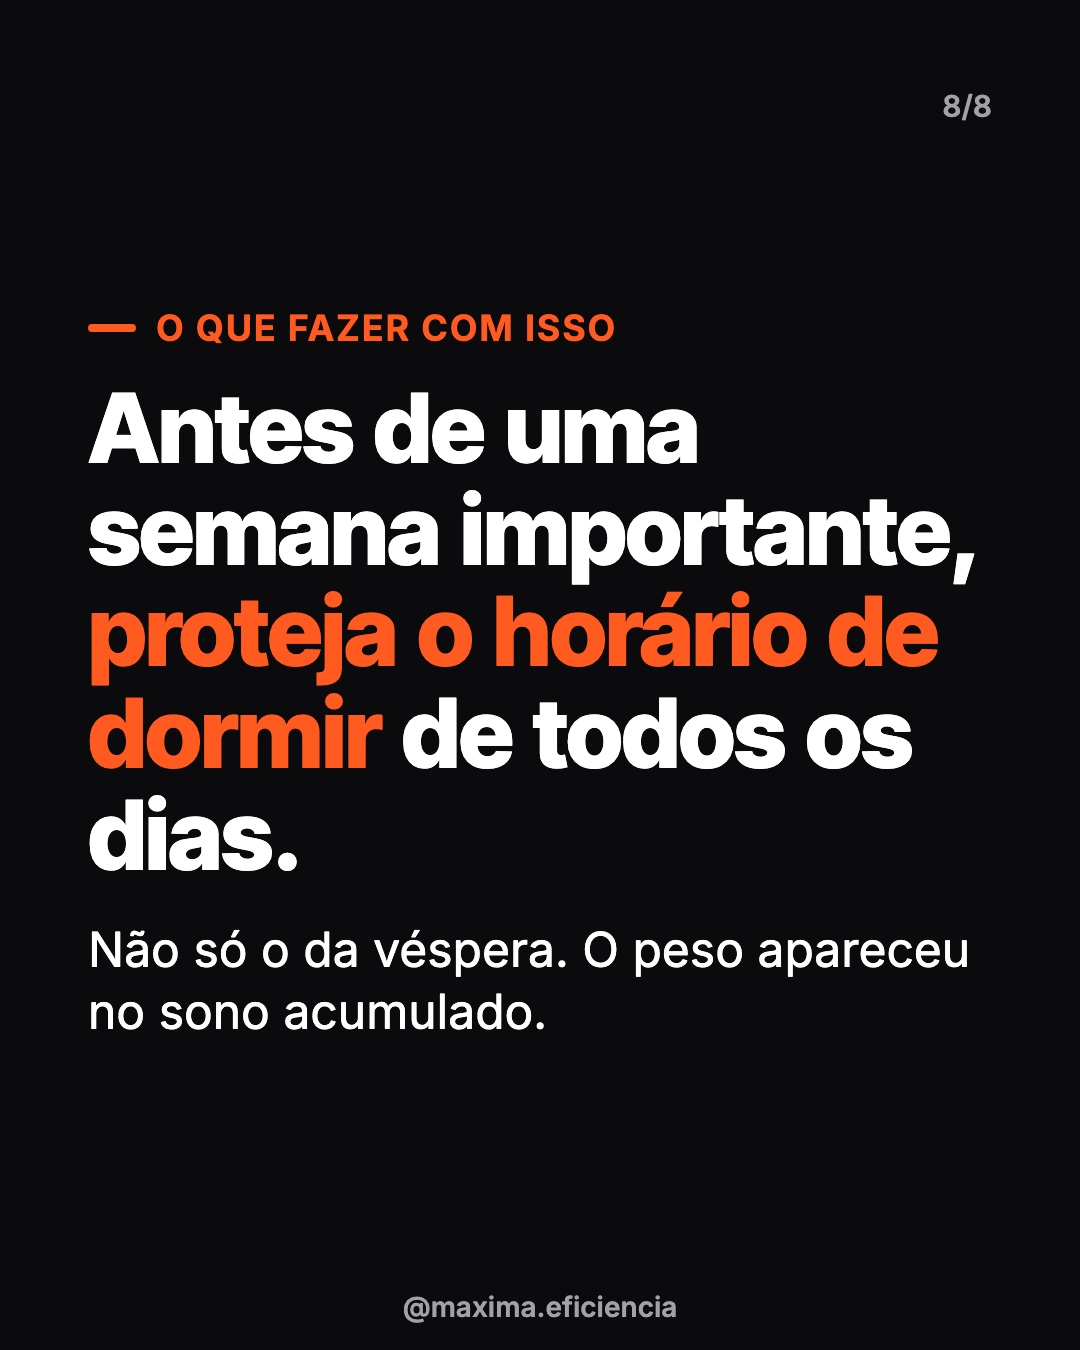 8/8
O QUE FAZER COM ISSO
Antes de uma
semana importante,
proteja o horário de
dormir de todos os
dias.
Não só o da véspera. O peso apareceu
no sono acumulado.
@maxima.eficiencia